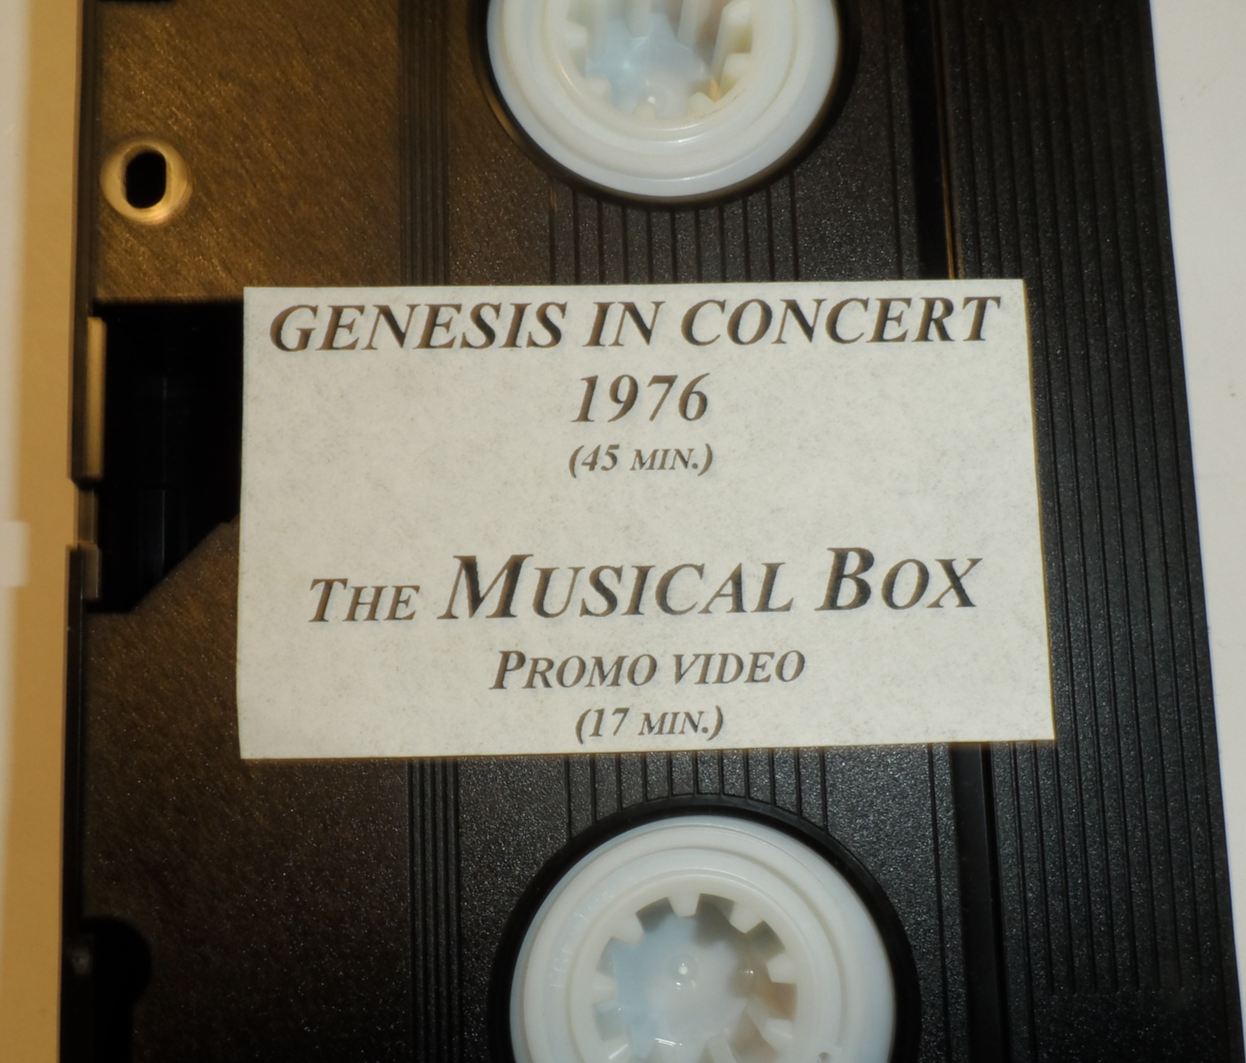 GENESIS IN CONCERT
1976
(45 MIN.)
THE MUSICAL BOX
PROMO VIDEO
(17 MIN.)